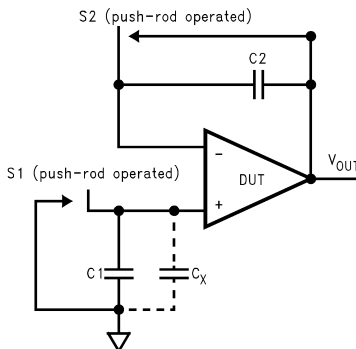 S2 (push-rod operated)
C2
−
DUT
VOUT
S1 (push-rod operated)
+
C1
CX